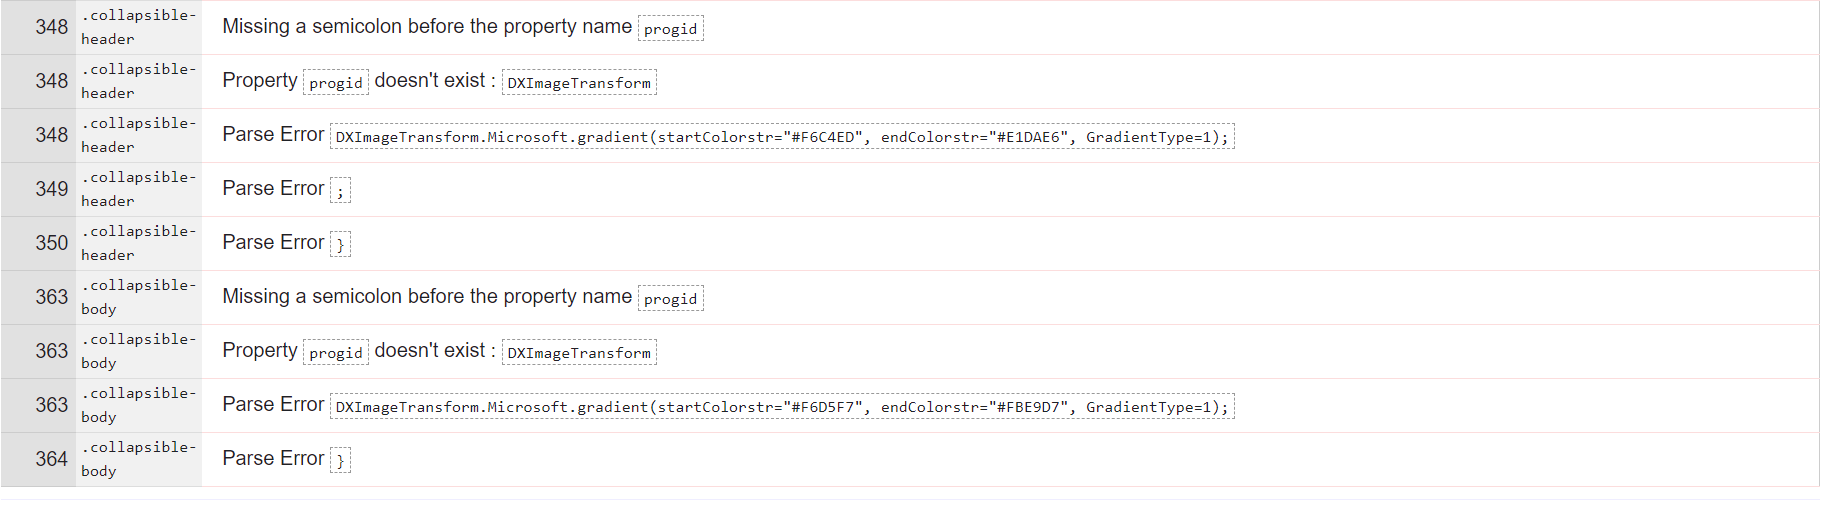 348 .collapsible-header Missing a semicolon before the property name progid
348 .collapsible-header Property progid doesn't exist : DXImageTransform
348 .collapsible-header Parse Error DXImageTransform.Microsoft.gradient(startColorstr="#F6C4ED", endColorstr="#E1DAE6", GradientType=1);
349 .collapsible-header Parse Error ;
350 .collapsible-header Parse Error }
363 .collapsible-body Missing a semicolon before the property name progid
363 .collapsible-body Property progid doesn't exist : DXImageTransform
363 .collapsible-body Parse Error DXImageTransform.Microsoft.gradient(startColorstr="#F6D5F7", endColorstr="#FBE9D7", GradientType=1);
364 .collapsible-body Parse Error }